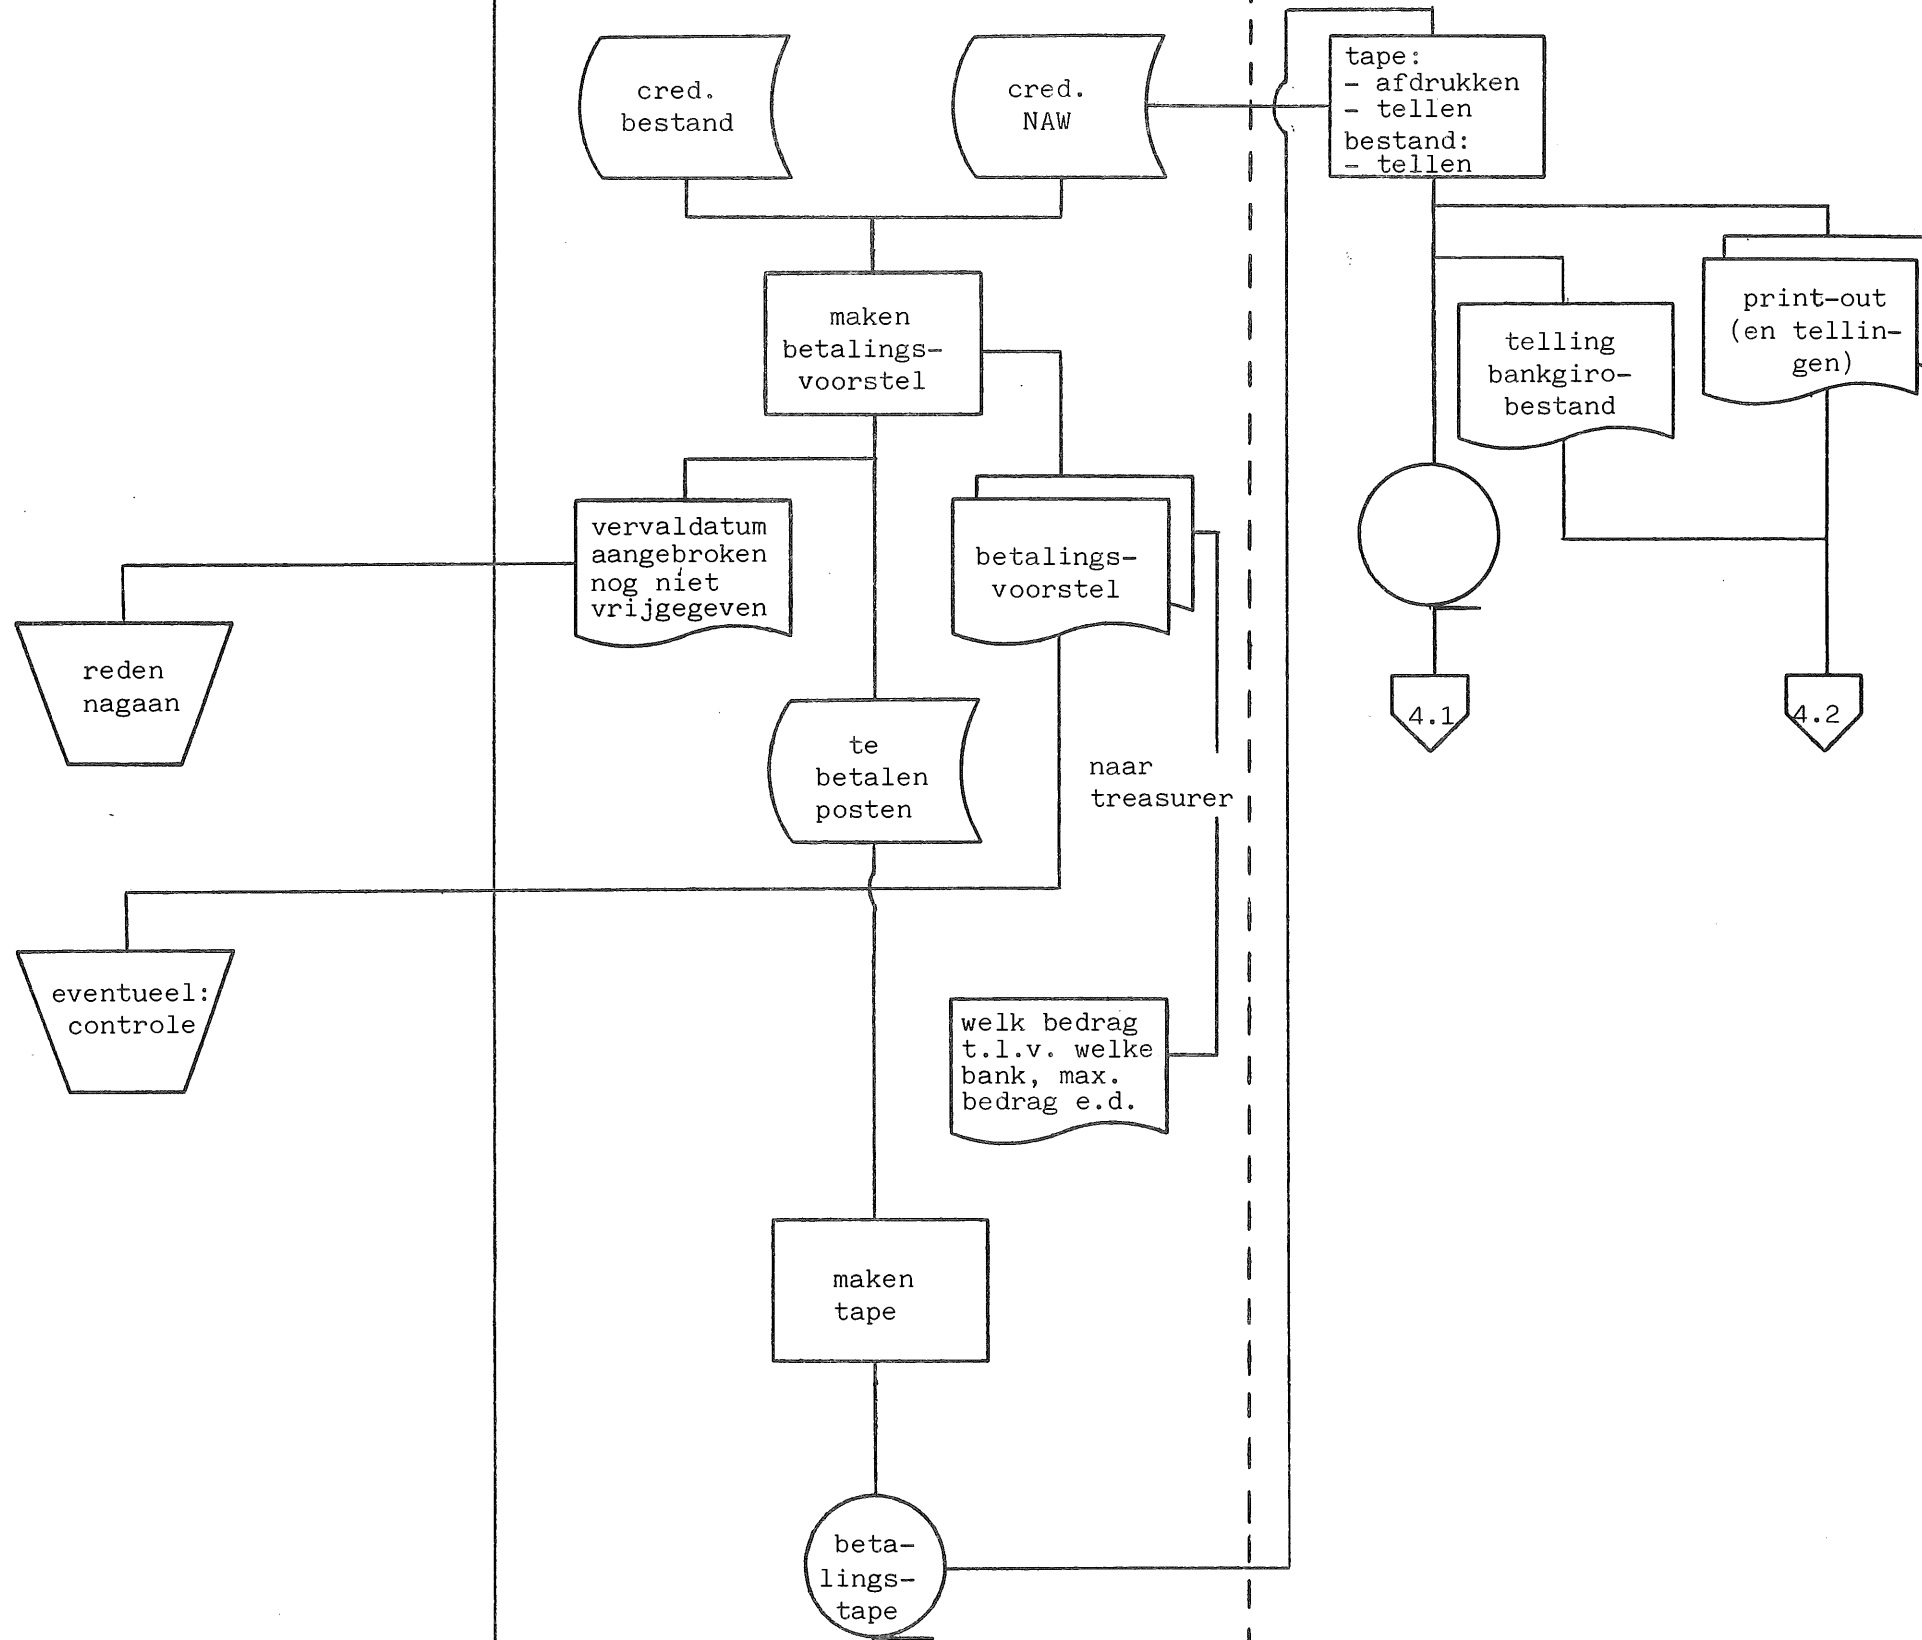 cred.
bestand
cred.
NAW
tape:
- afdrukken
- tellen
bestand:
- tellen
maken
betalings-
voorstel
telling
bankgiro-
bestand
print-out
(en tellin-
gen)
vervaldatum
aangebroken
nog niet
vrijgegeven
betalings-
voorstel
reden
nagaan
te
betalen
posten
naar
treasurer
4.1
4.2
eventueel:
controle
welk bedrag
t.l.v. welke
bank, max.
bedrag e.d.
maken
tape
beta-
lings-
tape